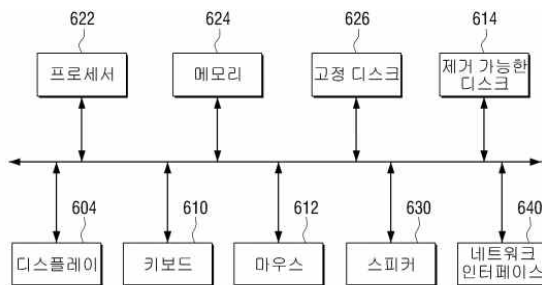 622
624
626
614
프로세서
메모리
고정 디스크
제거 가능한
디스크
604
610
612
630
640
디스플레이
키보드
마우스
스피커
네트워크
인터페이스